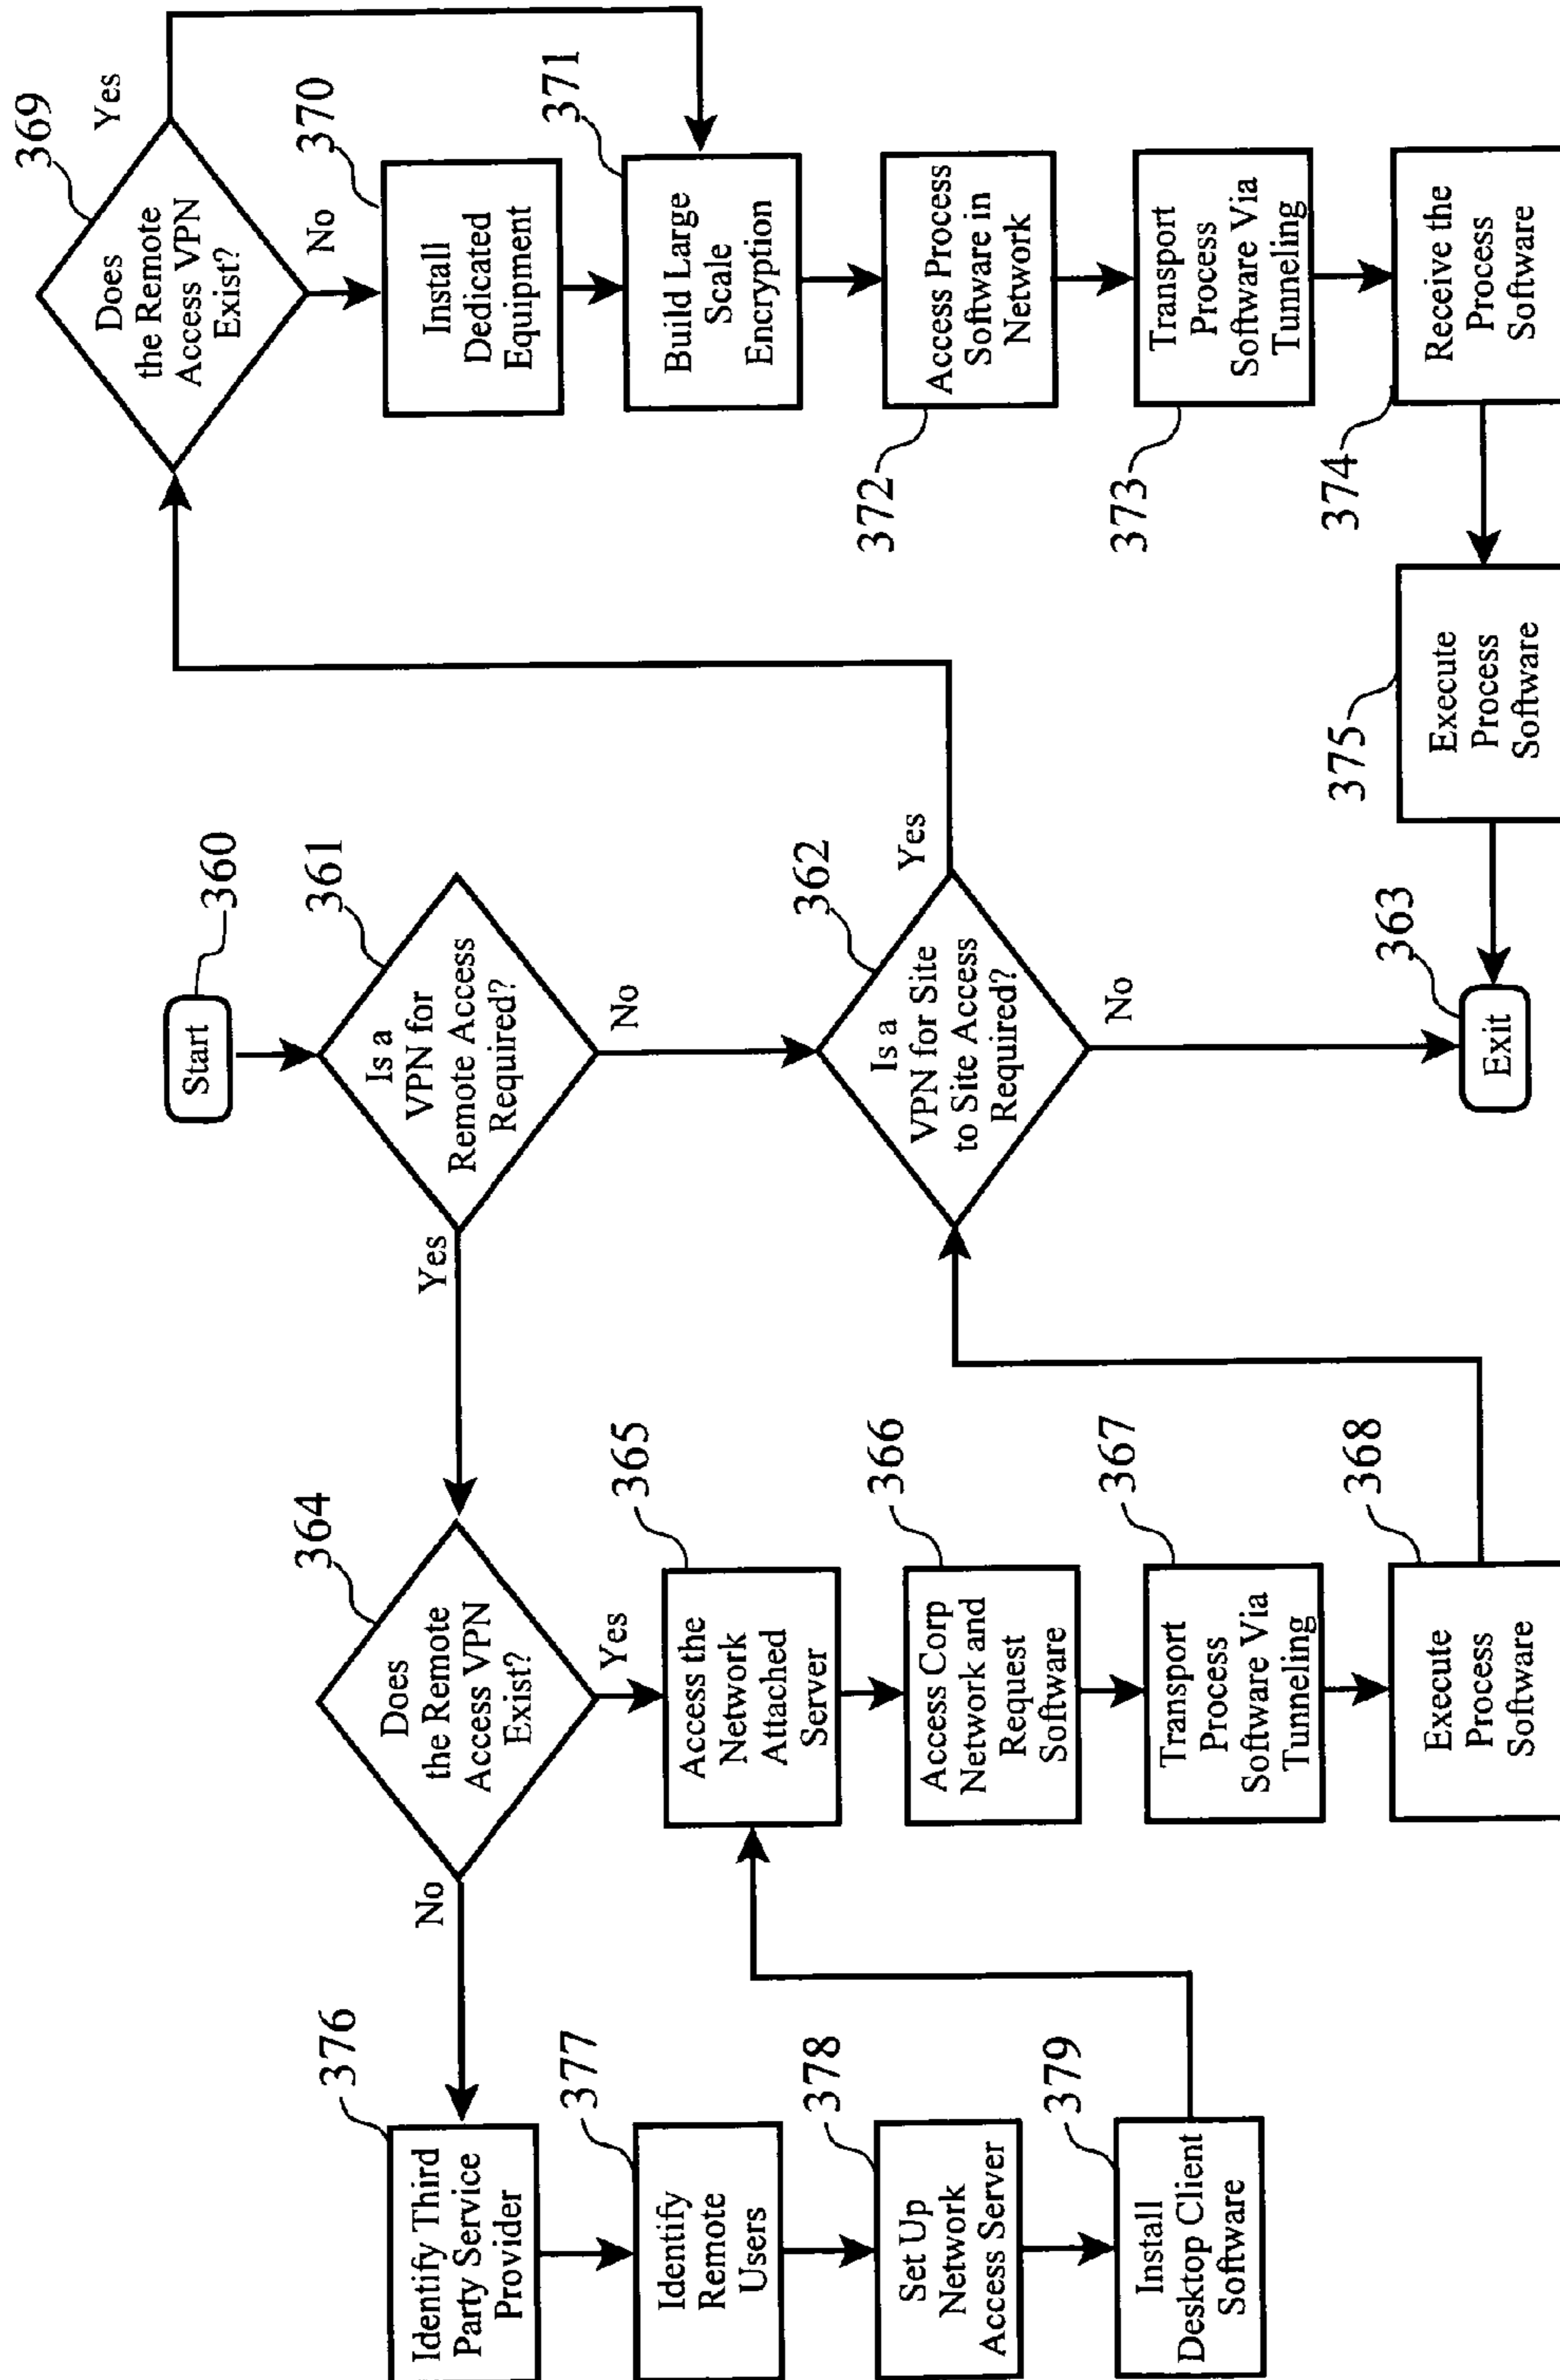 Start
360
Is a
VPN for
Remote Access
Required?
361
Yes
No
Is a
VPN for Site
to Site Access
Required?
362
Yes
No
Exit
363
Does
the Remote
Access VPN
Exist?
364
No
Yes
Access the
Network
Attached
Server
365
Access Corp
Network and
Request
Software
366
Transport
Process
Software Via
Tunneling
367
Execute
Process
Software
368
Does
the Remote
Access VPN
Exist?
369
Yes
No
Install
Dedicated
Equipment
370
Build Large
Scale
Encryption
371
Access Process
Software in
Network
372
Transport
Process
Software Via
Tunneling
373
Receive the
Process
Software
374
Execute
Process
Software
375
Identify Third
Party Service
Provider
376
Identify
Remote
Users
377
Set Up
Network
Access Server
378
Install
Desktop Client
Software
379